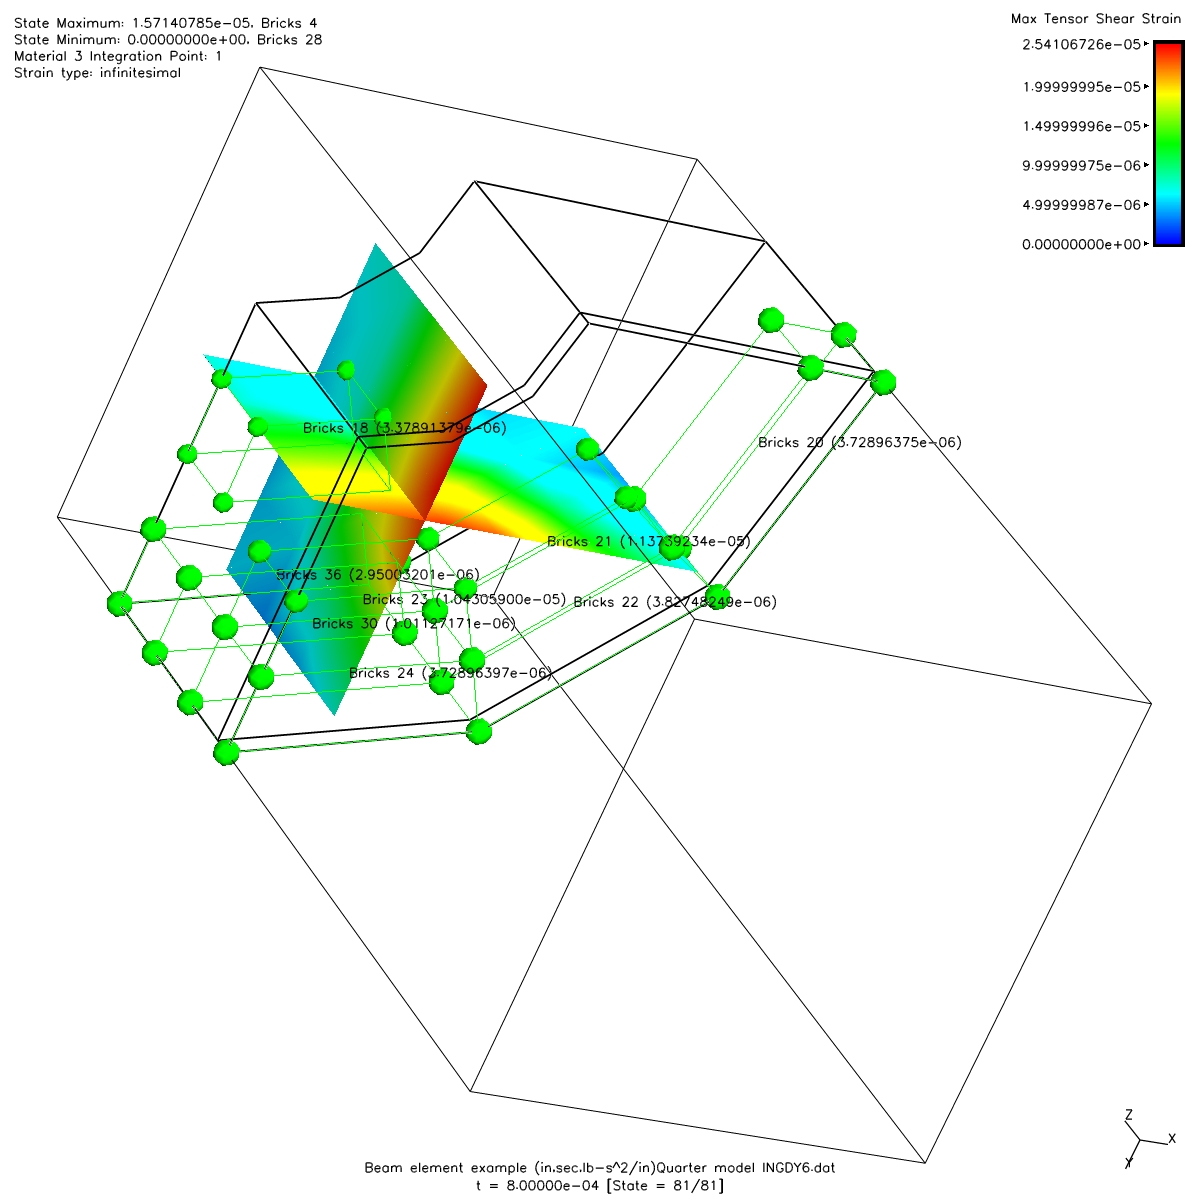 State Maximum: 1.57140785e-05, Bricks 4
State Minimum: 0.00000000e+00, Bricks 28
Material 3 Integration Point: 1
Strain type: infinitesimal
Max Tensor Shear Strain
2.54106726e-05
1.99999995e-05
1.49999996e-05
9.99999975e-06
4.99999987e-06
0.00000000e+00
Bricks 18 (3.37891379e-06)
Bricks 20 (3.72896375e-06)
Bricks 21 (1.13739234e-05)
Bricks 36 (2.95003201e-06)
Bricks 23 (1.04305900e-05)
Bricks 22 (3.82748249e-06)
Bricks 30 (1.01127171e-06)
Bricks 24 (3.72896397e-06)
Z
X
Y
Beam element example (in,sec,lb-s^2/in)Quarter model INGDY6.dat
t = 8.00000e-04 [State = 81/81]